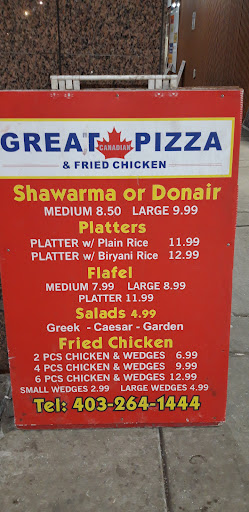 GREAT CANADIAN PIZZA
& FRIED CHICKEN
Shawarma or Donair
MEDIUM 8.50 LARGE 9.99
Platters
PLATTER w/ Plain Rice 11.99
PLATTER w/ Biryani Rice 12.99
Flafel
MEDIUM 7.99 LARGE 8.99
PLATTER 11.99
Salads 4.99
Greek - Caesar - Garden
Fried Chicken
2 PCS CHICKEN & WEDGES 6.99
4 PCS CHICKEN & WEDGES 9.99
6 PCS CHICKEN & WEDGES 12.99
SMALL WEDGES 2.99 LARGE WEDGES 4.99
Tel: 403-264-1444